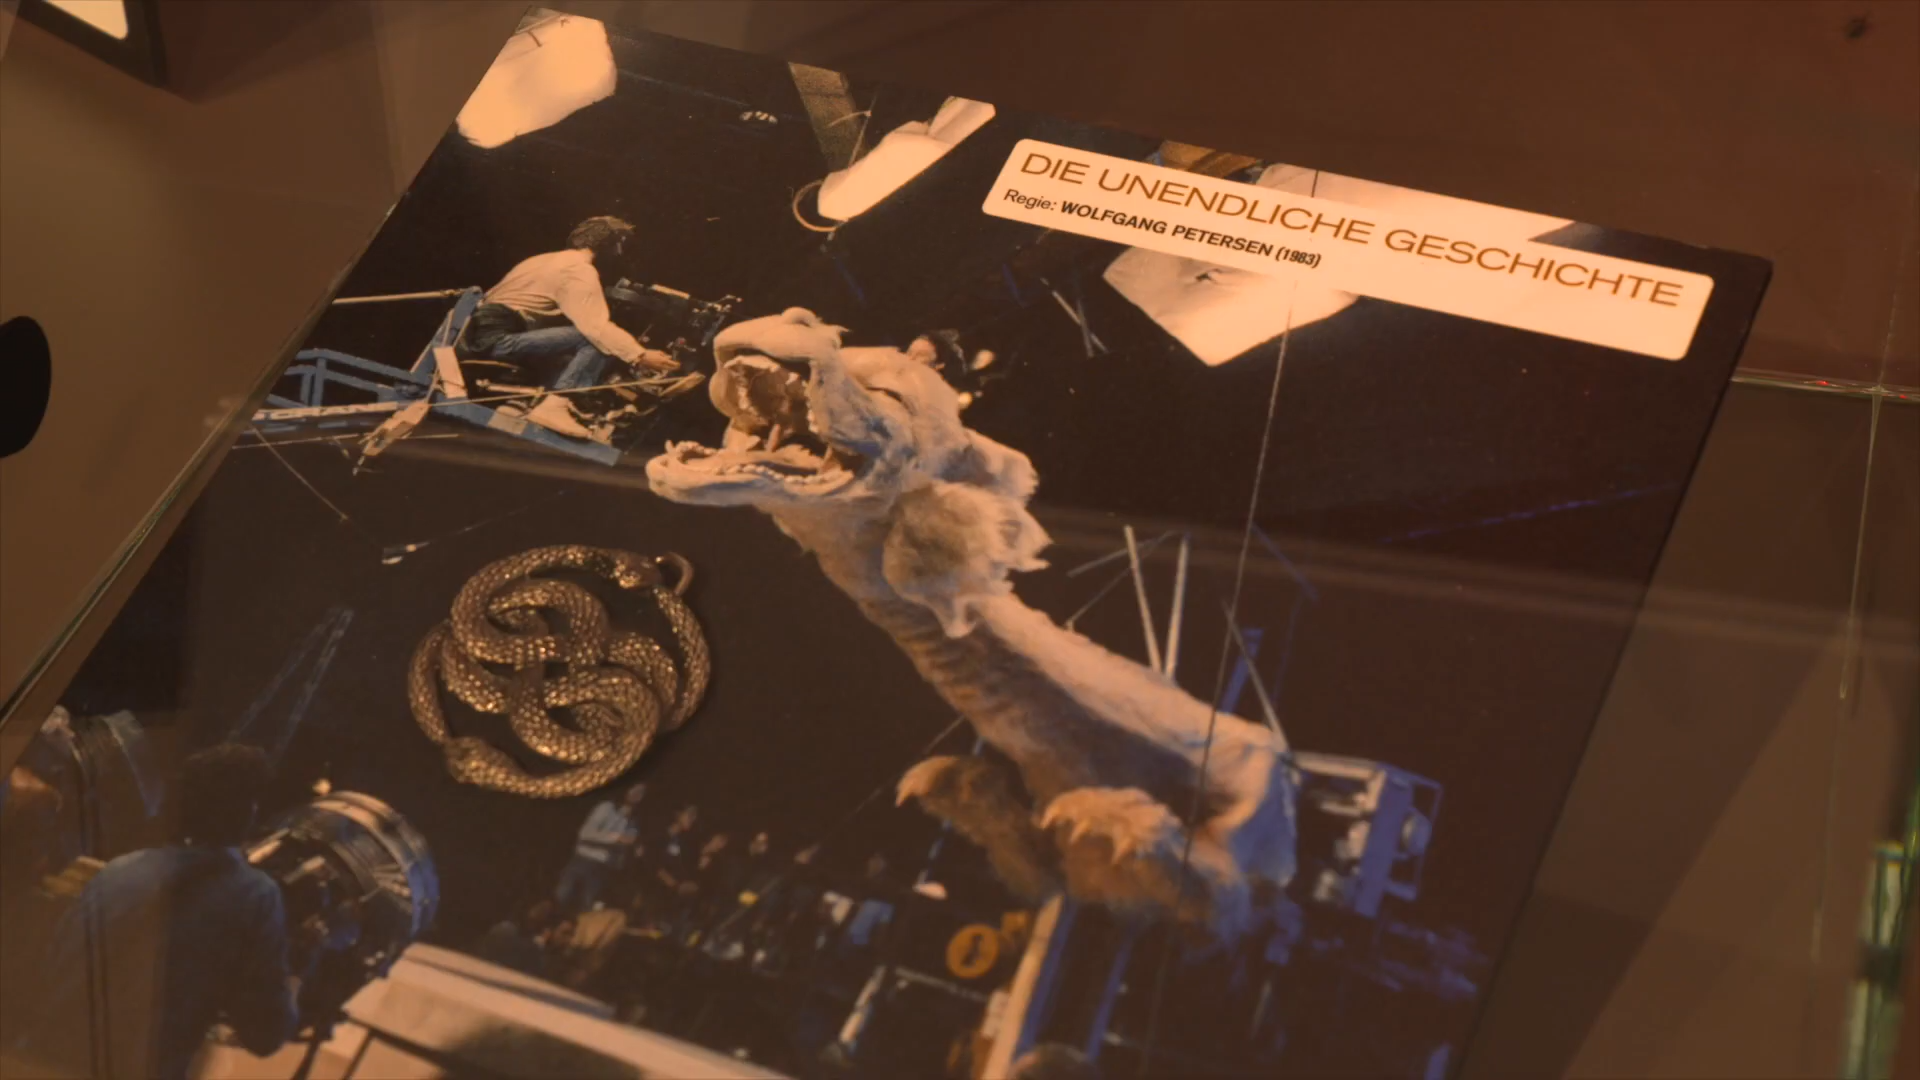 DIE UNENDLICHE GESCHICHTE
Regie: WOLFGANG PETERSEN (1983)